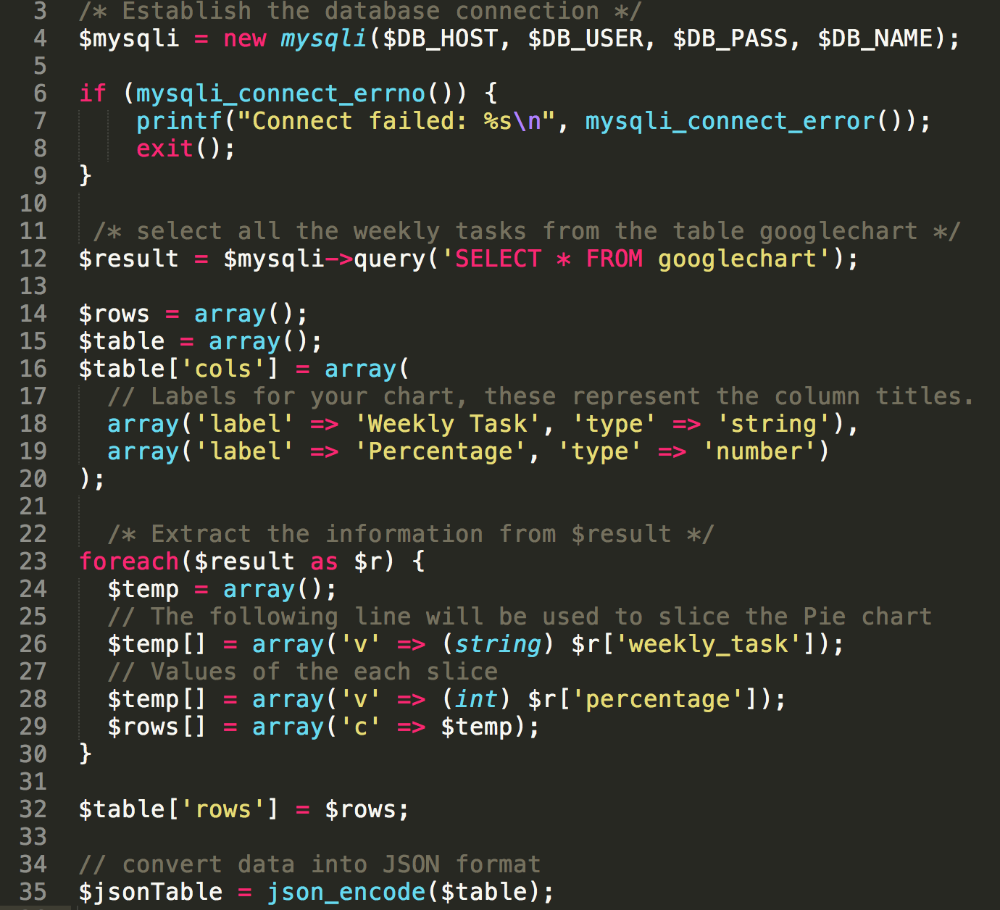 3 /* Establish the database connection */
4 $mysqli = new mysqli($DB_HOST, $DB_USER, $DB_PASS, $DB_NAME);
5
6 if (mysqli_connect_errno()) {
7     printf("Connect failed: %s\n", mysqli_connect_error());
8     exit();
9 }
10
11  /* select all the weekly tasks from the table googlechart */
12 $result = $mysqli->query('SELECT * FROM googlechart');
13
14 $rows = array();
15 $table = array();
16 $table['cols'] = array(
17   // Labels for your chart, these represent the column titles.
18   array('label' => 'Weekly Task', 'type' => 'string'),
19   array('label' => 'Percentage', 'type' => 'number')
20 );
21
22   /* Extract the information from $result */
23 foreach($result as $r) {
24   $temp = array();
25   // The following line will be used to slice the Pie chart
26   $temp[] = array('v' => (string) $r['weekly_task']);
27   // Values of the each slice
28   $temp[] = array('v' => (int) $r['percentage']);
29   $rows[] = array('c' => $temp);
30 }
31
32 $table['rows'] = $rows;
33
34 // convert data into JSON format
35 $jsonTable = json_encode($table);